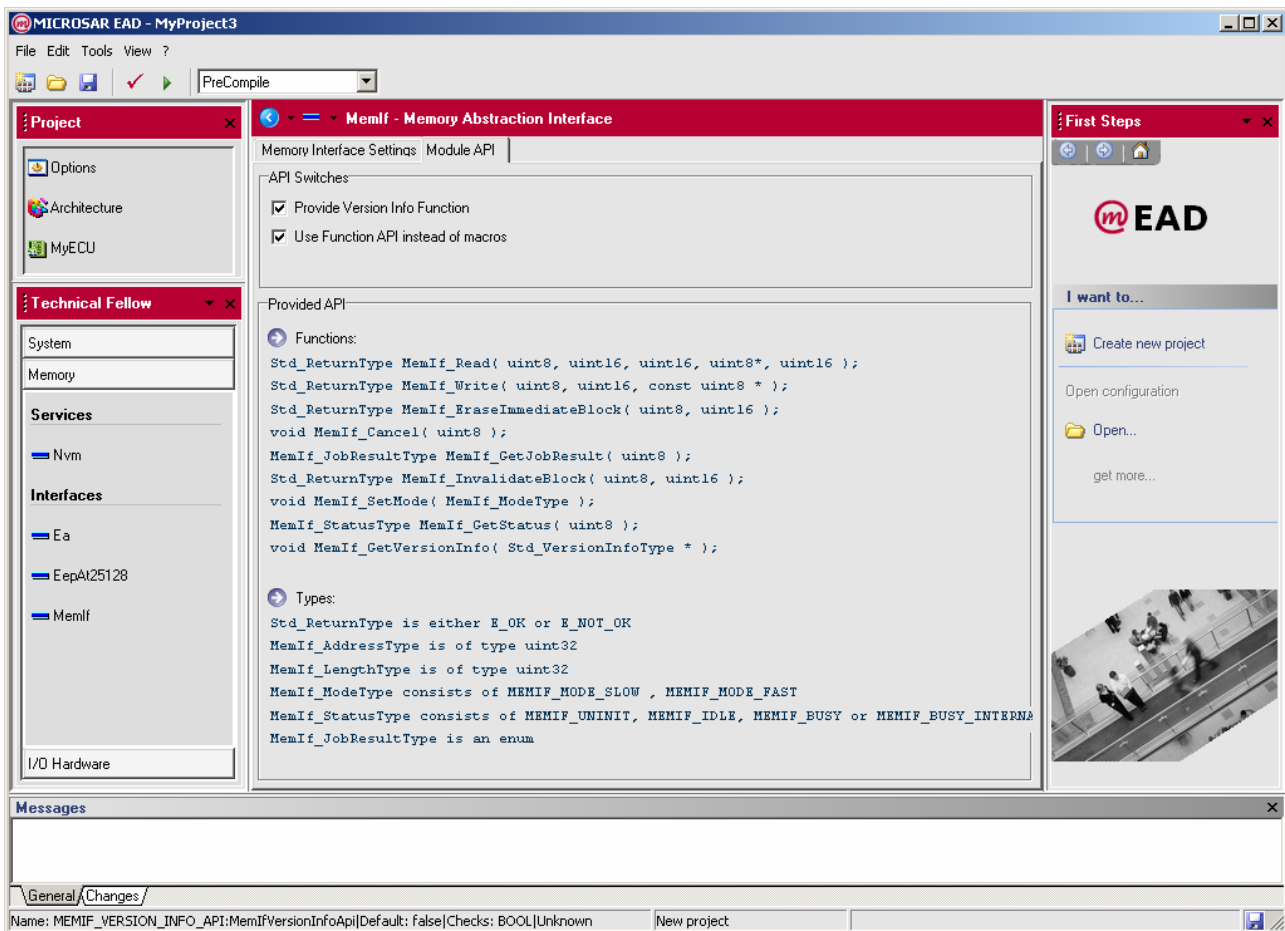 MICROSAR EAD - MyProject3
File Edit Tools View ?
PreCompile
Project
Options
Architecture
MyECU
Technical Fellow
System
Memory
Services
Nvm
Interfaces
Ea
EepAt25128
MemIf
I/O Hardware
MemIf - Memory Abstraction Interface
Memory Interface Settings Module API
API Switches
Provide Version Info Function
Use Function API instead of macros
Provided API
Functions:
Std_ReturnType MemIf_Read( uint8, uint16, uint16, uint8*, uint16 );
Std_ReturnType MemIf_Write( uint8, uint16, const uint8 * );
Std_ReturnType MemIf_EraseImmediateBlock( uint8, uint16 );
void MemIf_Cancel( uint8 );
MemIf_JobResultType MemIf_GetJobResult( uint8 );
Std_ReturnType MemIf_InvalidateBlock( uint8, uint16 );
void MemIf_SetMode( MemIf_ModeType );
MemIf_StatusType MemIf_GetStatus( uint8 );
void MemIf_GetVersionInfo( Std_VersionInfoType * );
Types:
Std_ReturnType is either E_OK or E_NOT_OK
MemIf_AddressType is of type uint32
MemIf_LengthType is of type uint32
MemIf_ModeType consists of MEMIF_MODE_SLOW , MEMIF_MODE_FAST
MemIf_StatusType consists of MEMIF_UNINIT, MEMIF_IDLE, MEMIF_BUSY or MEMIF_BUSY_INTERNA
MemIf_JobResultType is an enum
First Steps
m EAD
I want to...
Create new project
Open configuration
Open...
get more...
Messages
General Changes
Name: MEMIF_VERSION_INFO_API:MemIfVersionInfoApi|Default: false|Checks: BOOL|Unknown
New project